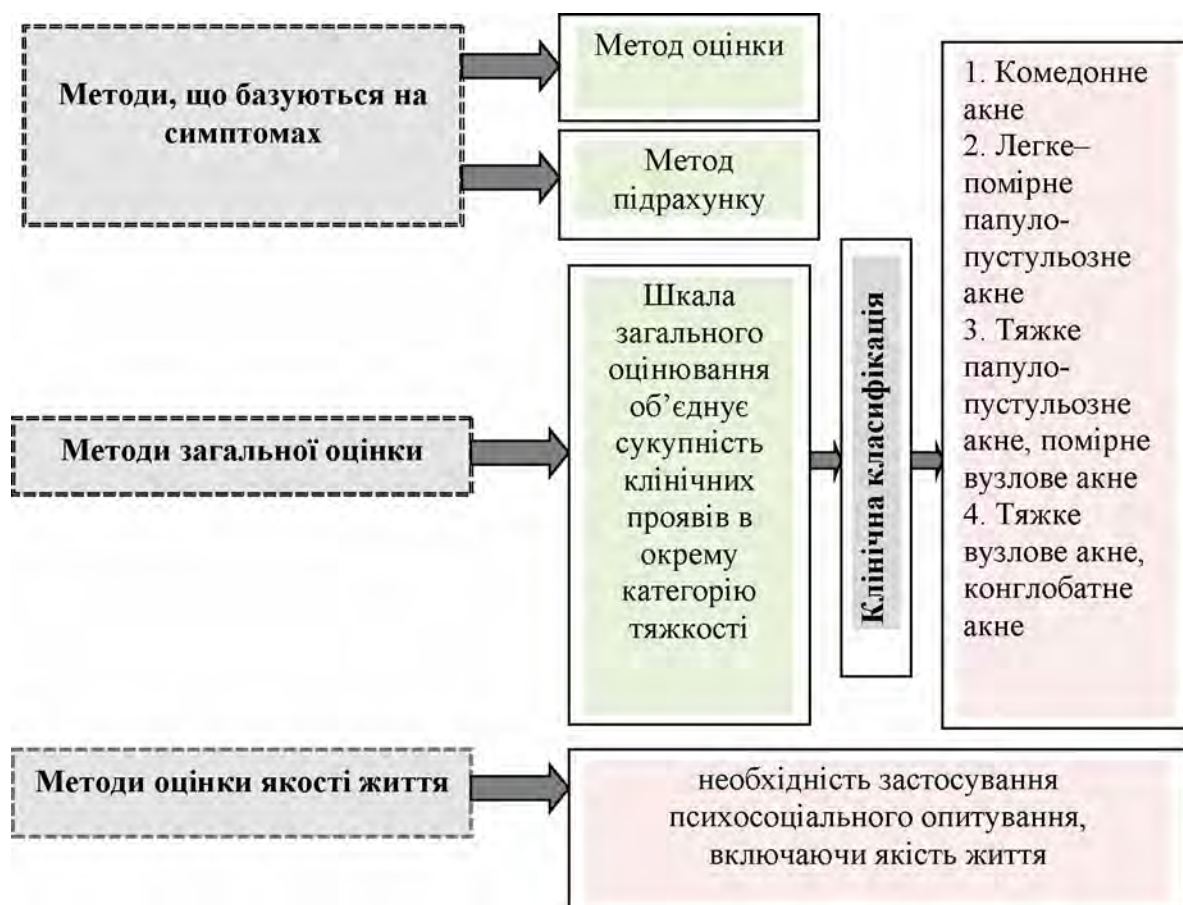 Методи, що базуються на
симптомах
Метод оцінки
Метод
підрахунку
Методи загальної оцінки
Шкала
загального
оцінювання
об’єднує
сукупність
клінічних
проявів в
окрему
категорію
тяжкості
Клінічна класифікація
1. Комедонне
акне
2. Легке–
помірне
папуло-
пустульозне
акне
3. Тяжке
папуло-
пустульозне
акне, помірне
вузлове акне
4. Тяжке
вузлове акне,
конглобатне
акне
Методи оцінки якості життя
необхідність застосування
психосоціального опитування,
включаючи якість життя